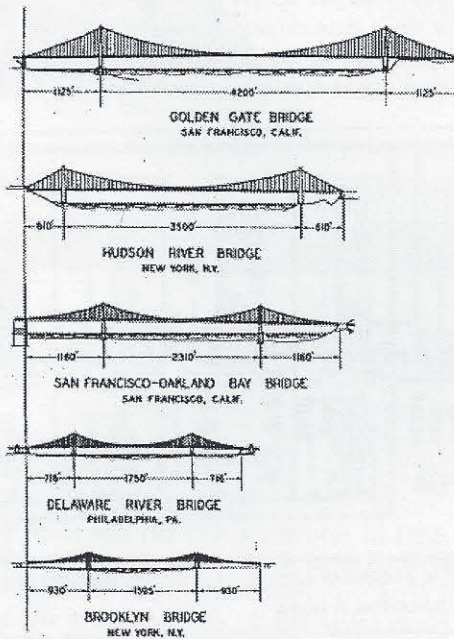 1125' 4200' 1125'
GOLDEN GATE BRIDGE
SAN FRANCISCO, CALIF.
610' 3500' 610'
HUDSON RIVER BRIDGE
NEW YORK, N.Y.
1160' 2310' 1160'
SAN FRANCISCO-OAKLAND BAY BRIDGE
SAN FRANCISCO, CALIF.
716' 1750' 716'
DELAWARE RIVER BRIDGE
PHILADELPHIA, PA.
930' 1595' 930'
BROOKLYN BRIDGE
NEW YORK, N.Y.